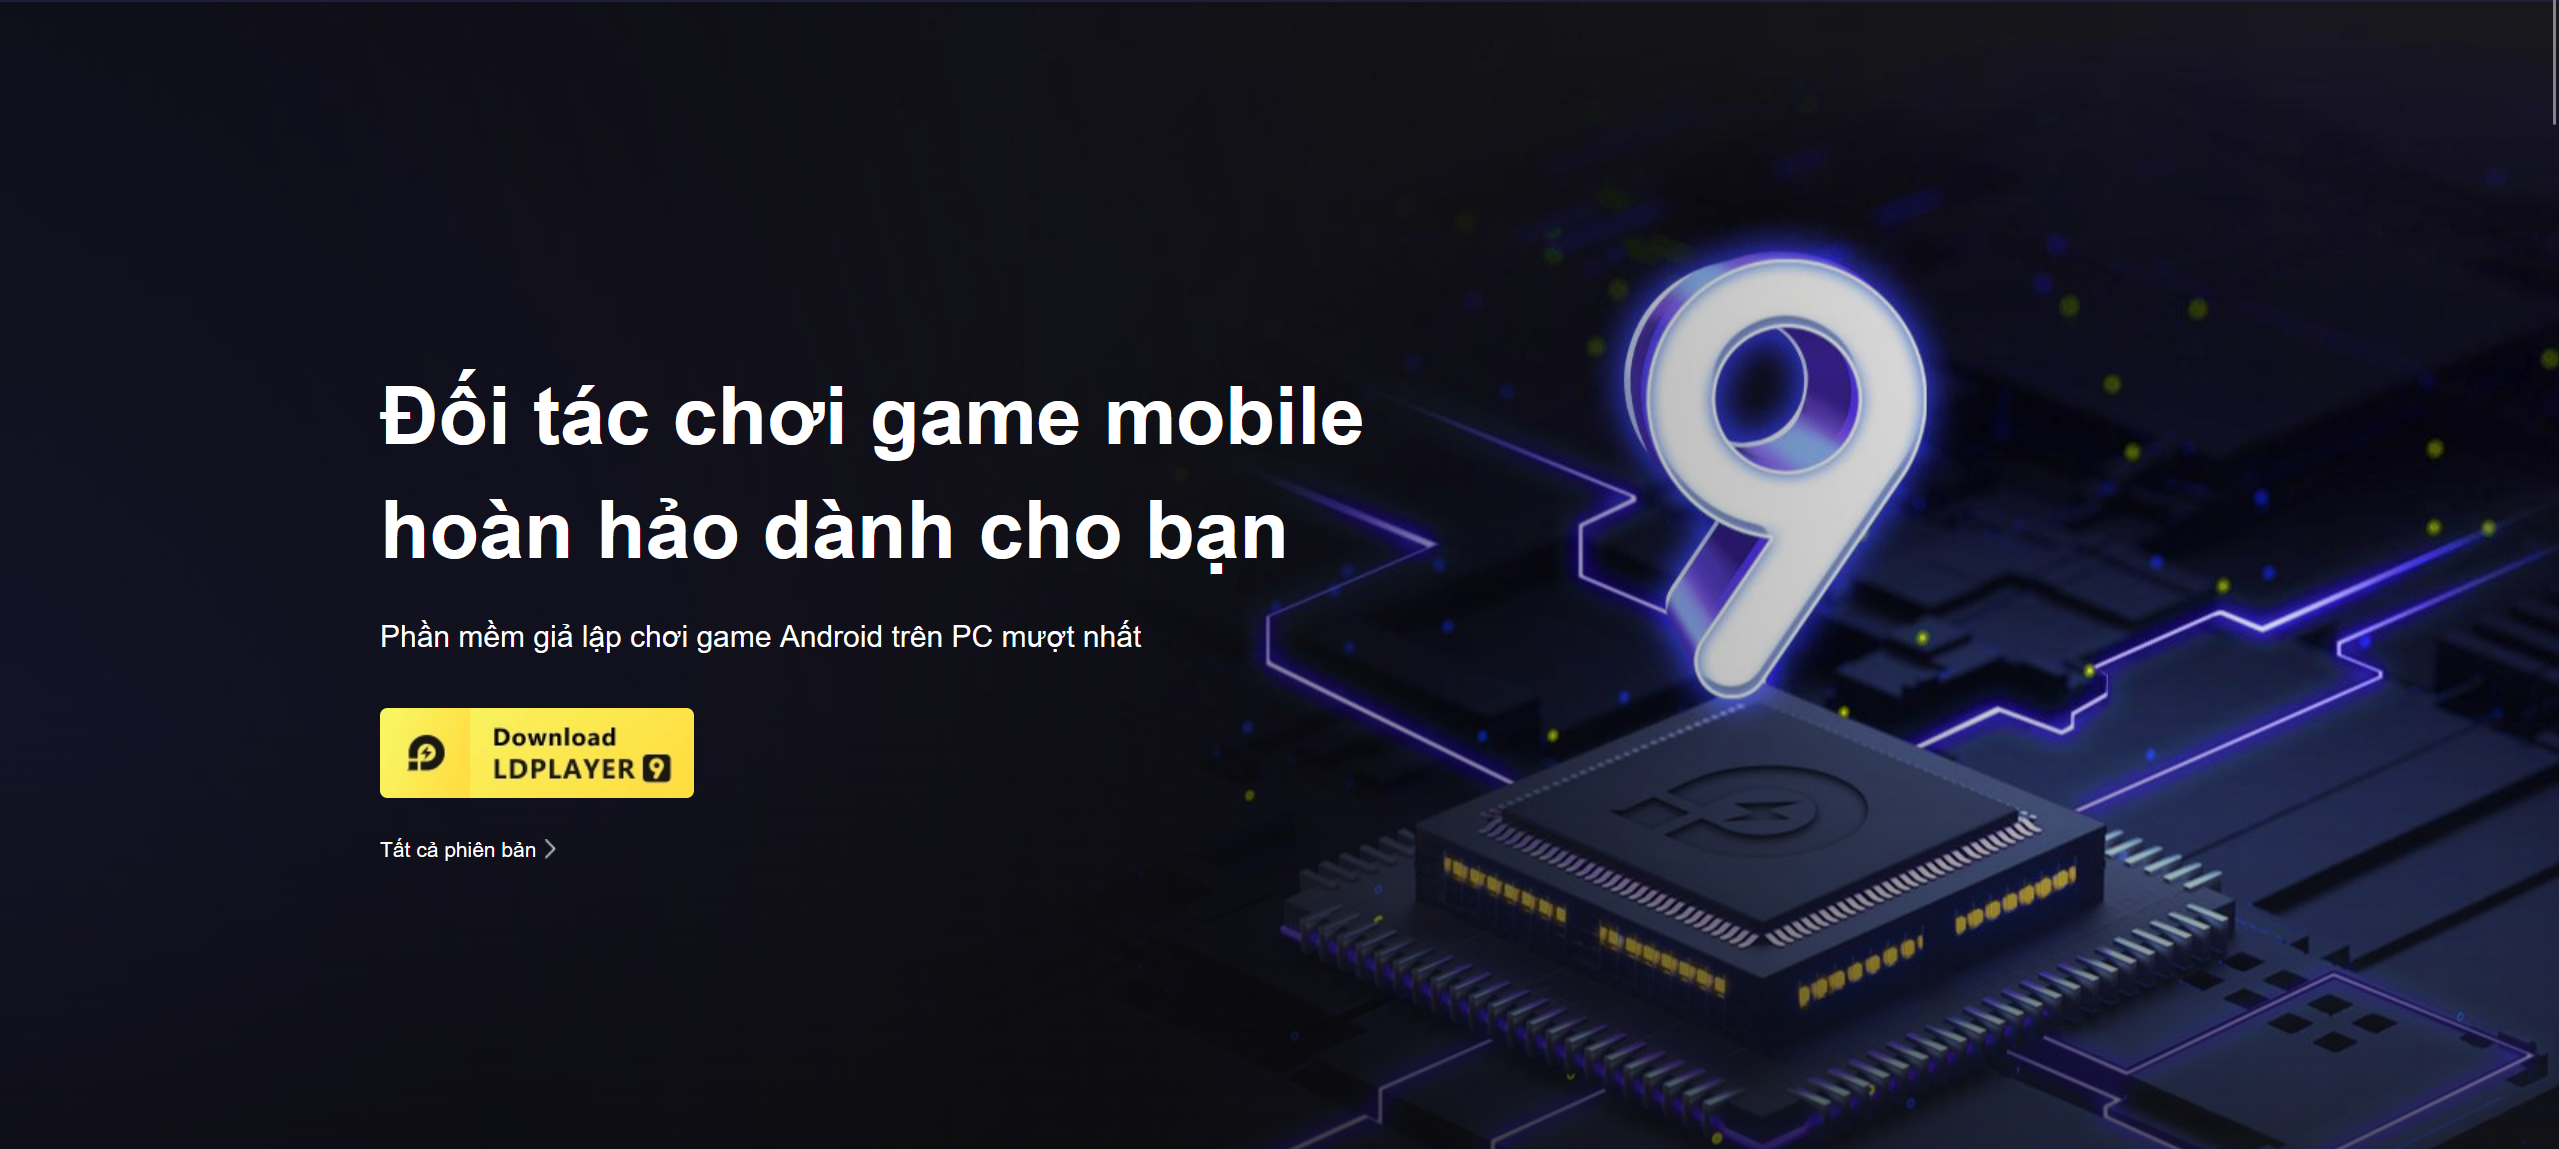 Đối tác chơi game mobile
hoàn hảo dành cho bạn
Phần mềm giả lập chơi game Android trên PC mượt nhất
Download
LDPLAYER 9
Tất cả phiên bản
9